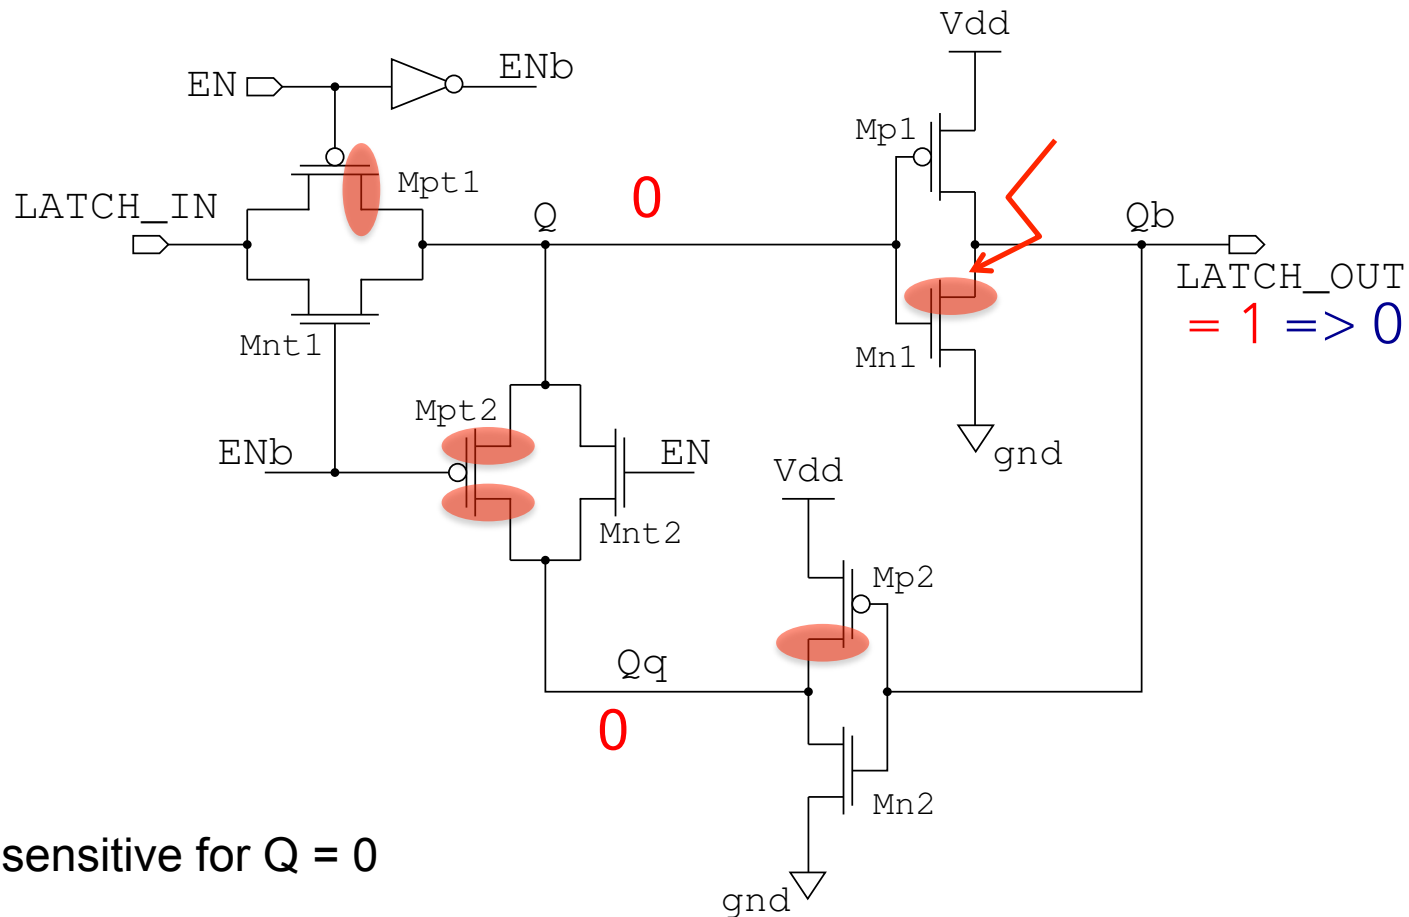 Vdd
EN
ENb
Mp1
Mpt1
LATCH_IN
0
Q
Qb
LATCH_OUT
= 1 => 0
Mnt1
Mn1
Mpt2
ENb
EN
gnd
Vdd
Mnt2
Mp2
Qq
0
Mn2
sensitive for Q = 0
gnd